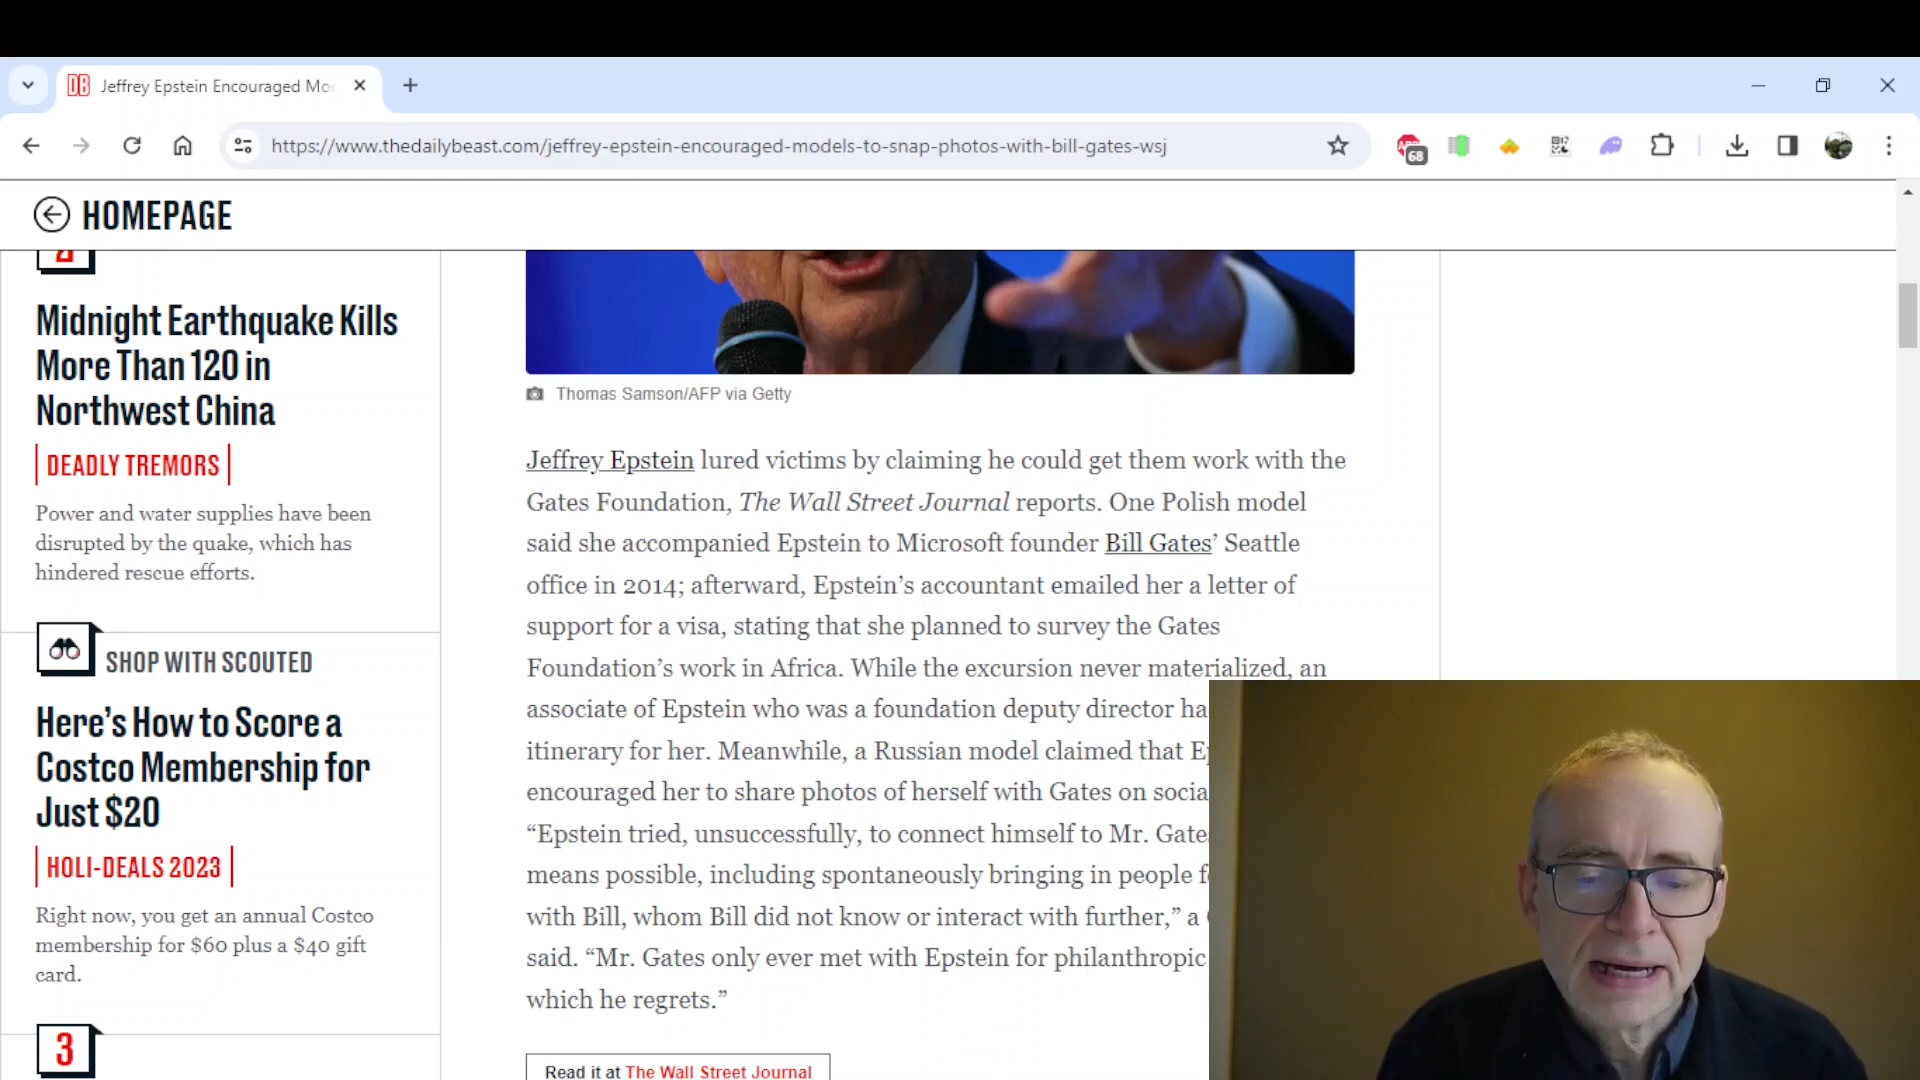 Jeffrey Epstein Encouraged Mo
https://www.thedailybeast.com/jeffrey-epstein-encouraged-models-to-snap-photos-with-bill-gates-wsj
68
HOMEPAGE
Midnight Earthquake Kills
More Than 120 in
Northwest China
DEADLY TREMORS
Power and water supplies have been
disrupted by the quake, which has
hindered rescue efforts.
SHOP WITH SCOUTED
Here’s How to Score a
Costco Membership for
Just $20
HOLI-DEALS 2023
Right now, you get an annual Costco
membership for $60 plus a $40 gift
card.
3
Thomas Samson/AFP via Getty
Jeffrey Epstein lured victims by claiming he could get them work with the
Gates Foundation, The Wall Street Journal reports. One Polish model
said she accompanied Epstein to Microsoft founder Bill Gates’ Seattle
office in 2014; afterward, Epstein’s accountant emailed her a letter of
support for a visa, stating that she planned to survey the Gates
Foundation’s work in Africa. While the excursion never materialized, an
associate of Epstein who was a foundation deputy director ha
itinerary for her. Meanwhile, a Russian model claimed that E
encouraged her to share photos of herself with Gates on socia
“Epstein tried, unsuccessfully, to connect himself to Mr. Gate
means possible, including spontaneously bringing in people f
with Bill, whom Bill did not know or interact with further,” a
said. “Mr. Gates only ever met with Epstein for philanthropic
which he regrets.”
Read it at The Wall Street Journal